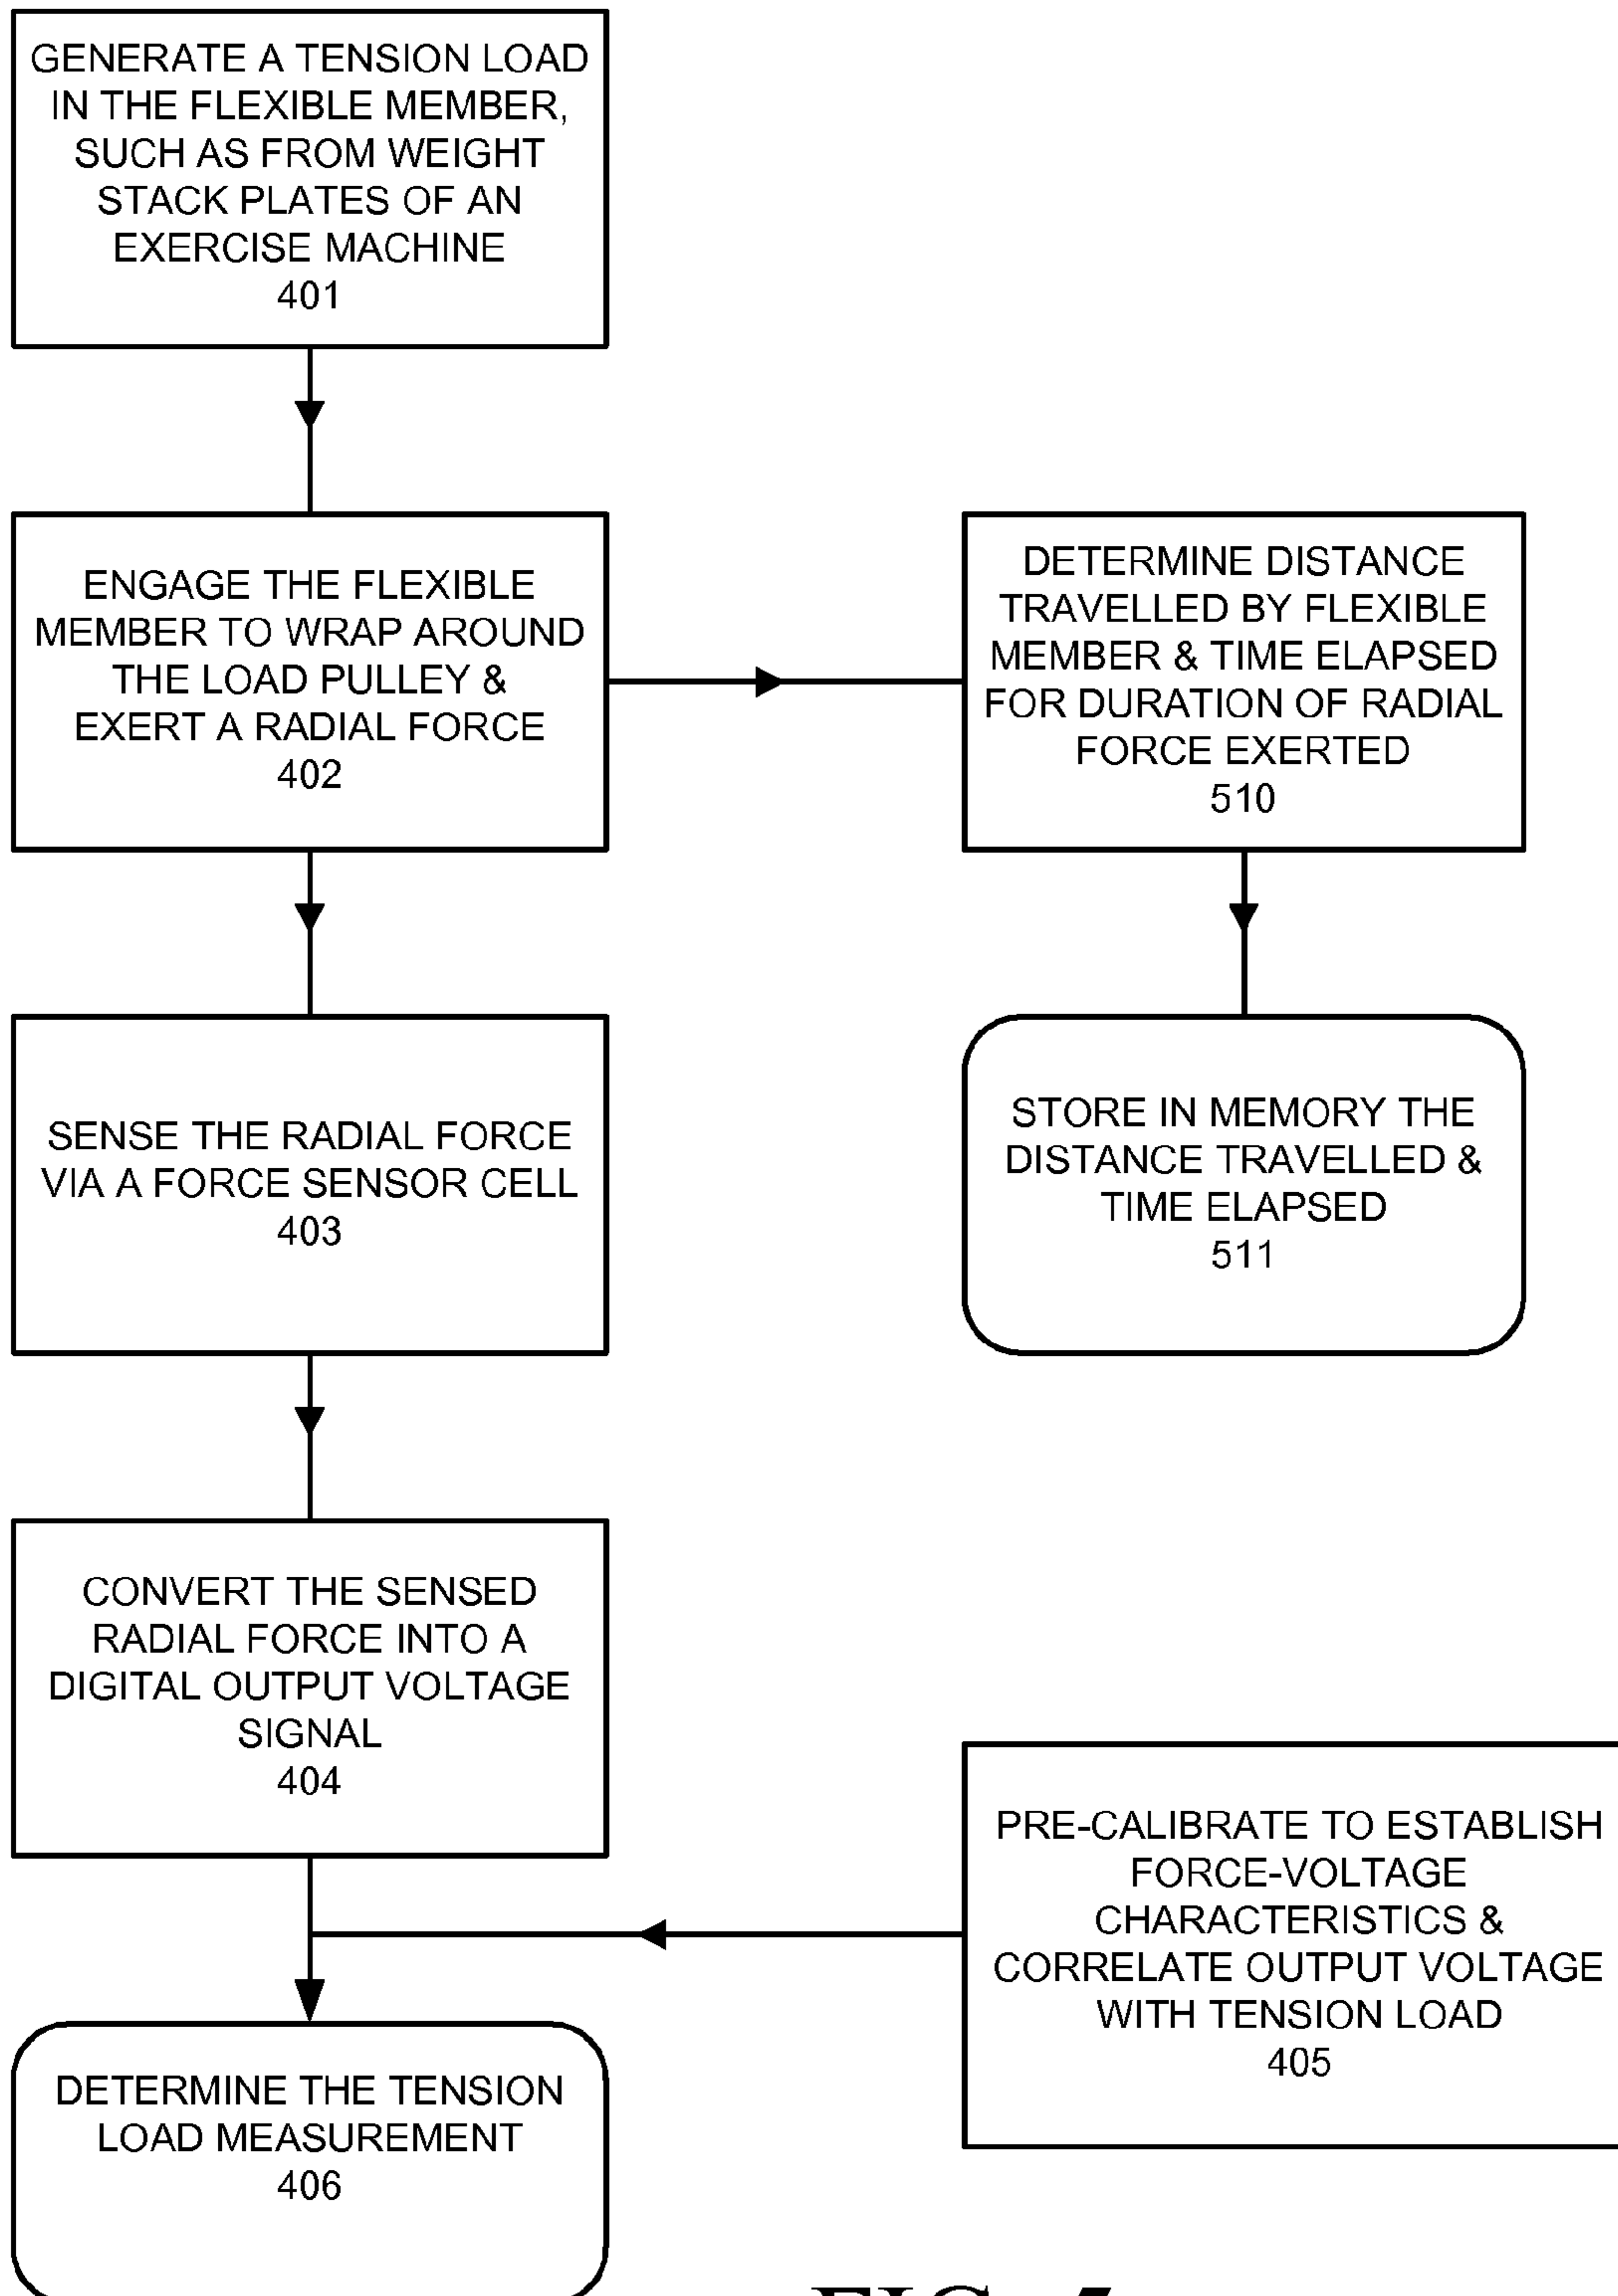 GENERATE A TENSION LOAD
IN THE FLEXIBLE MEMBER,
SUCH AS FROM WEIGHT
STACK PLATES OF AN
EXERCISE MACHINE
401
ENGAGE THE FLEXIBLE
MEMBER TO WRAP AROUND
THE LOAD PULLEY &
EXERT A RADIAL FORCE
402
DETERMINE DISTANCE
TRAVELLED BY FLEXIBLE
MEMBER & TIME ELAPSED
FOR DURATION OF RADIAL
FORCE EXERTED
510
SENSE THE RADIAL FORCE
VIA A FORCE SENSOR CELL
403
STORE IN MEMORY THE
DISTANCE TRAVELLED &
TIME ELAPSED
511
CONVERT THE SENSED
RADIAL FORCE INTO A
DIGITAL OUTPUT VOLTAGE
SIGNAL
404
PRE-CALIBRATE TO ESTABLISH
FORCE-VOLTAGE
CHARACTERISTICS &
CORRELATE OUTPUT VOLTAGE
WITH TENSION LOAD
405
DETERMINE THE TENSION
LOAD MEASUREMENT
406